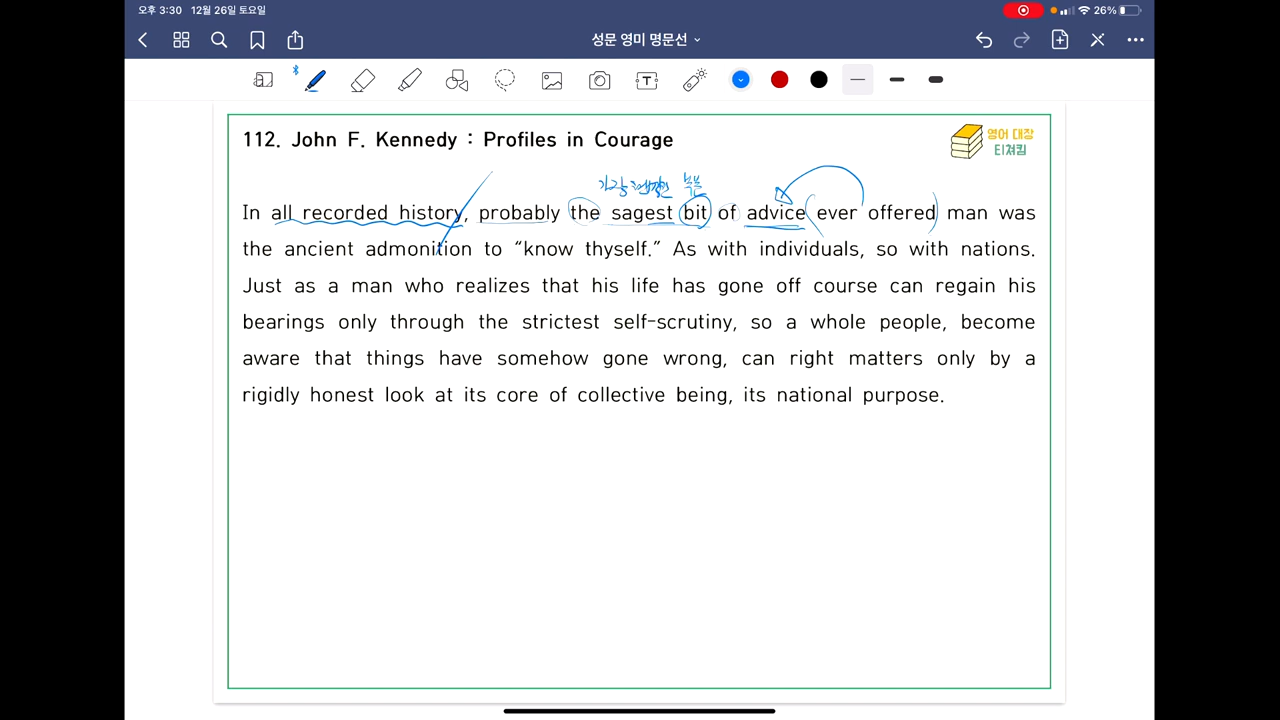 오후 3:30 12월 26일 토요일
26%
성문 영미 명문선
112. John F. Kennedy : Profiles in Courage
영어 대장
티쳐킴
가장 부분
In all recorded history, probably the sagest bit of advice ever offered man was
the ancient admonition to “know thyself.” As with individuals, so with nations.
Just as a man who realizes that his life has gone off course can regain his
bearings only through the strictest self-scrutiny, so a whole people, become
aware that things have somehow gone wrong, can right matters only by a
rigidly honest look at its core of collective being, its national purpose.